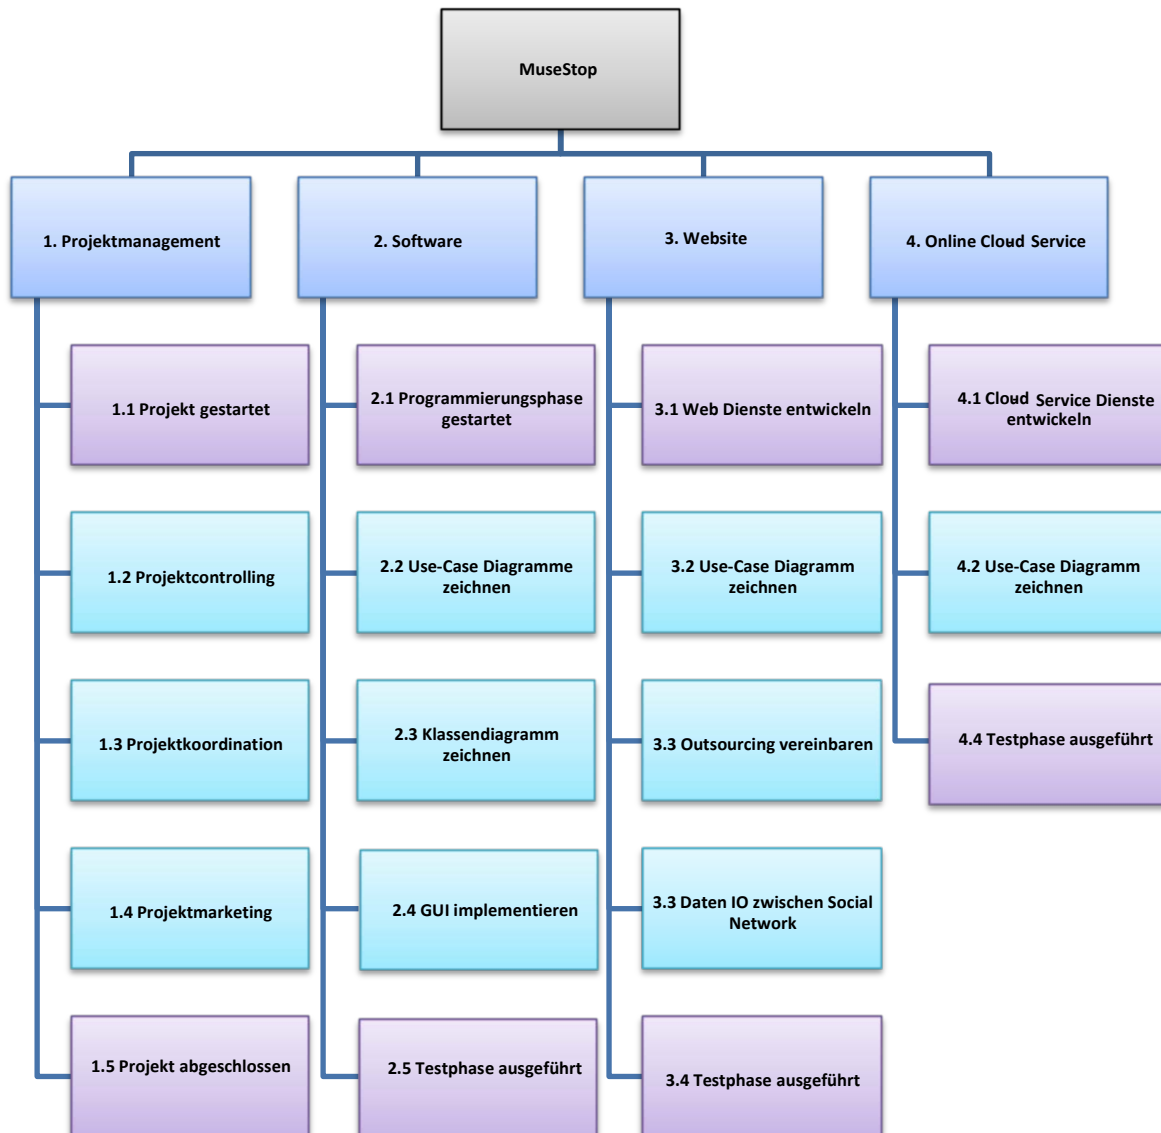 MuseStop
1. Projektmanagement
2. Software
3. Website
4. Online Cloud Service
1.1 Projekt gestartet
2.1 Programmierungsphase
gestartet
3.1 Web Dienste entwickeln
4.1 Cloud Service Dienste
entwickeln
1.2 Projektcontrolling
2.2 Use-Case Diagramme
zeichnen
3.2 Use-Case Diagramm
zeichnen
4.2 Use-Case Diagramm
zeichnen
1.3 Projektkoordination
2.3 Klassendiagramm
zeichnen
3.3 Outsourcing vereinbaren
4.4 Testphase ausgeführt
1.4 Projektmarketing
2.4 GUI implementieren
3.3 Daten IO zwischen Social
Network
1.5 Projekt abgeschlossen
2.5 Testphase ausgeführt
3.4 Testphase ausgeführt